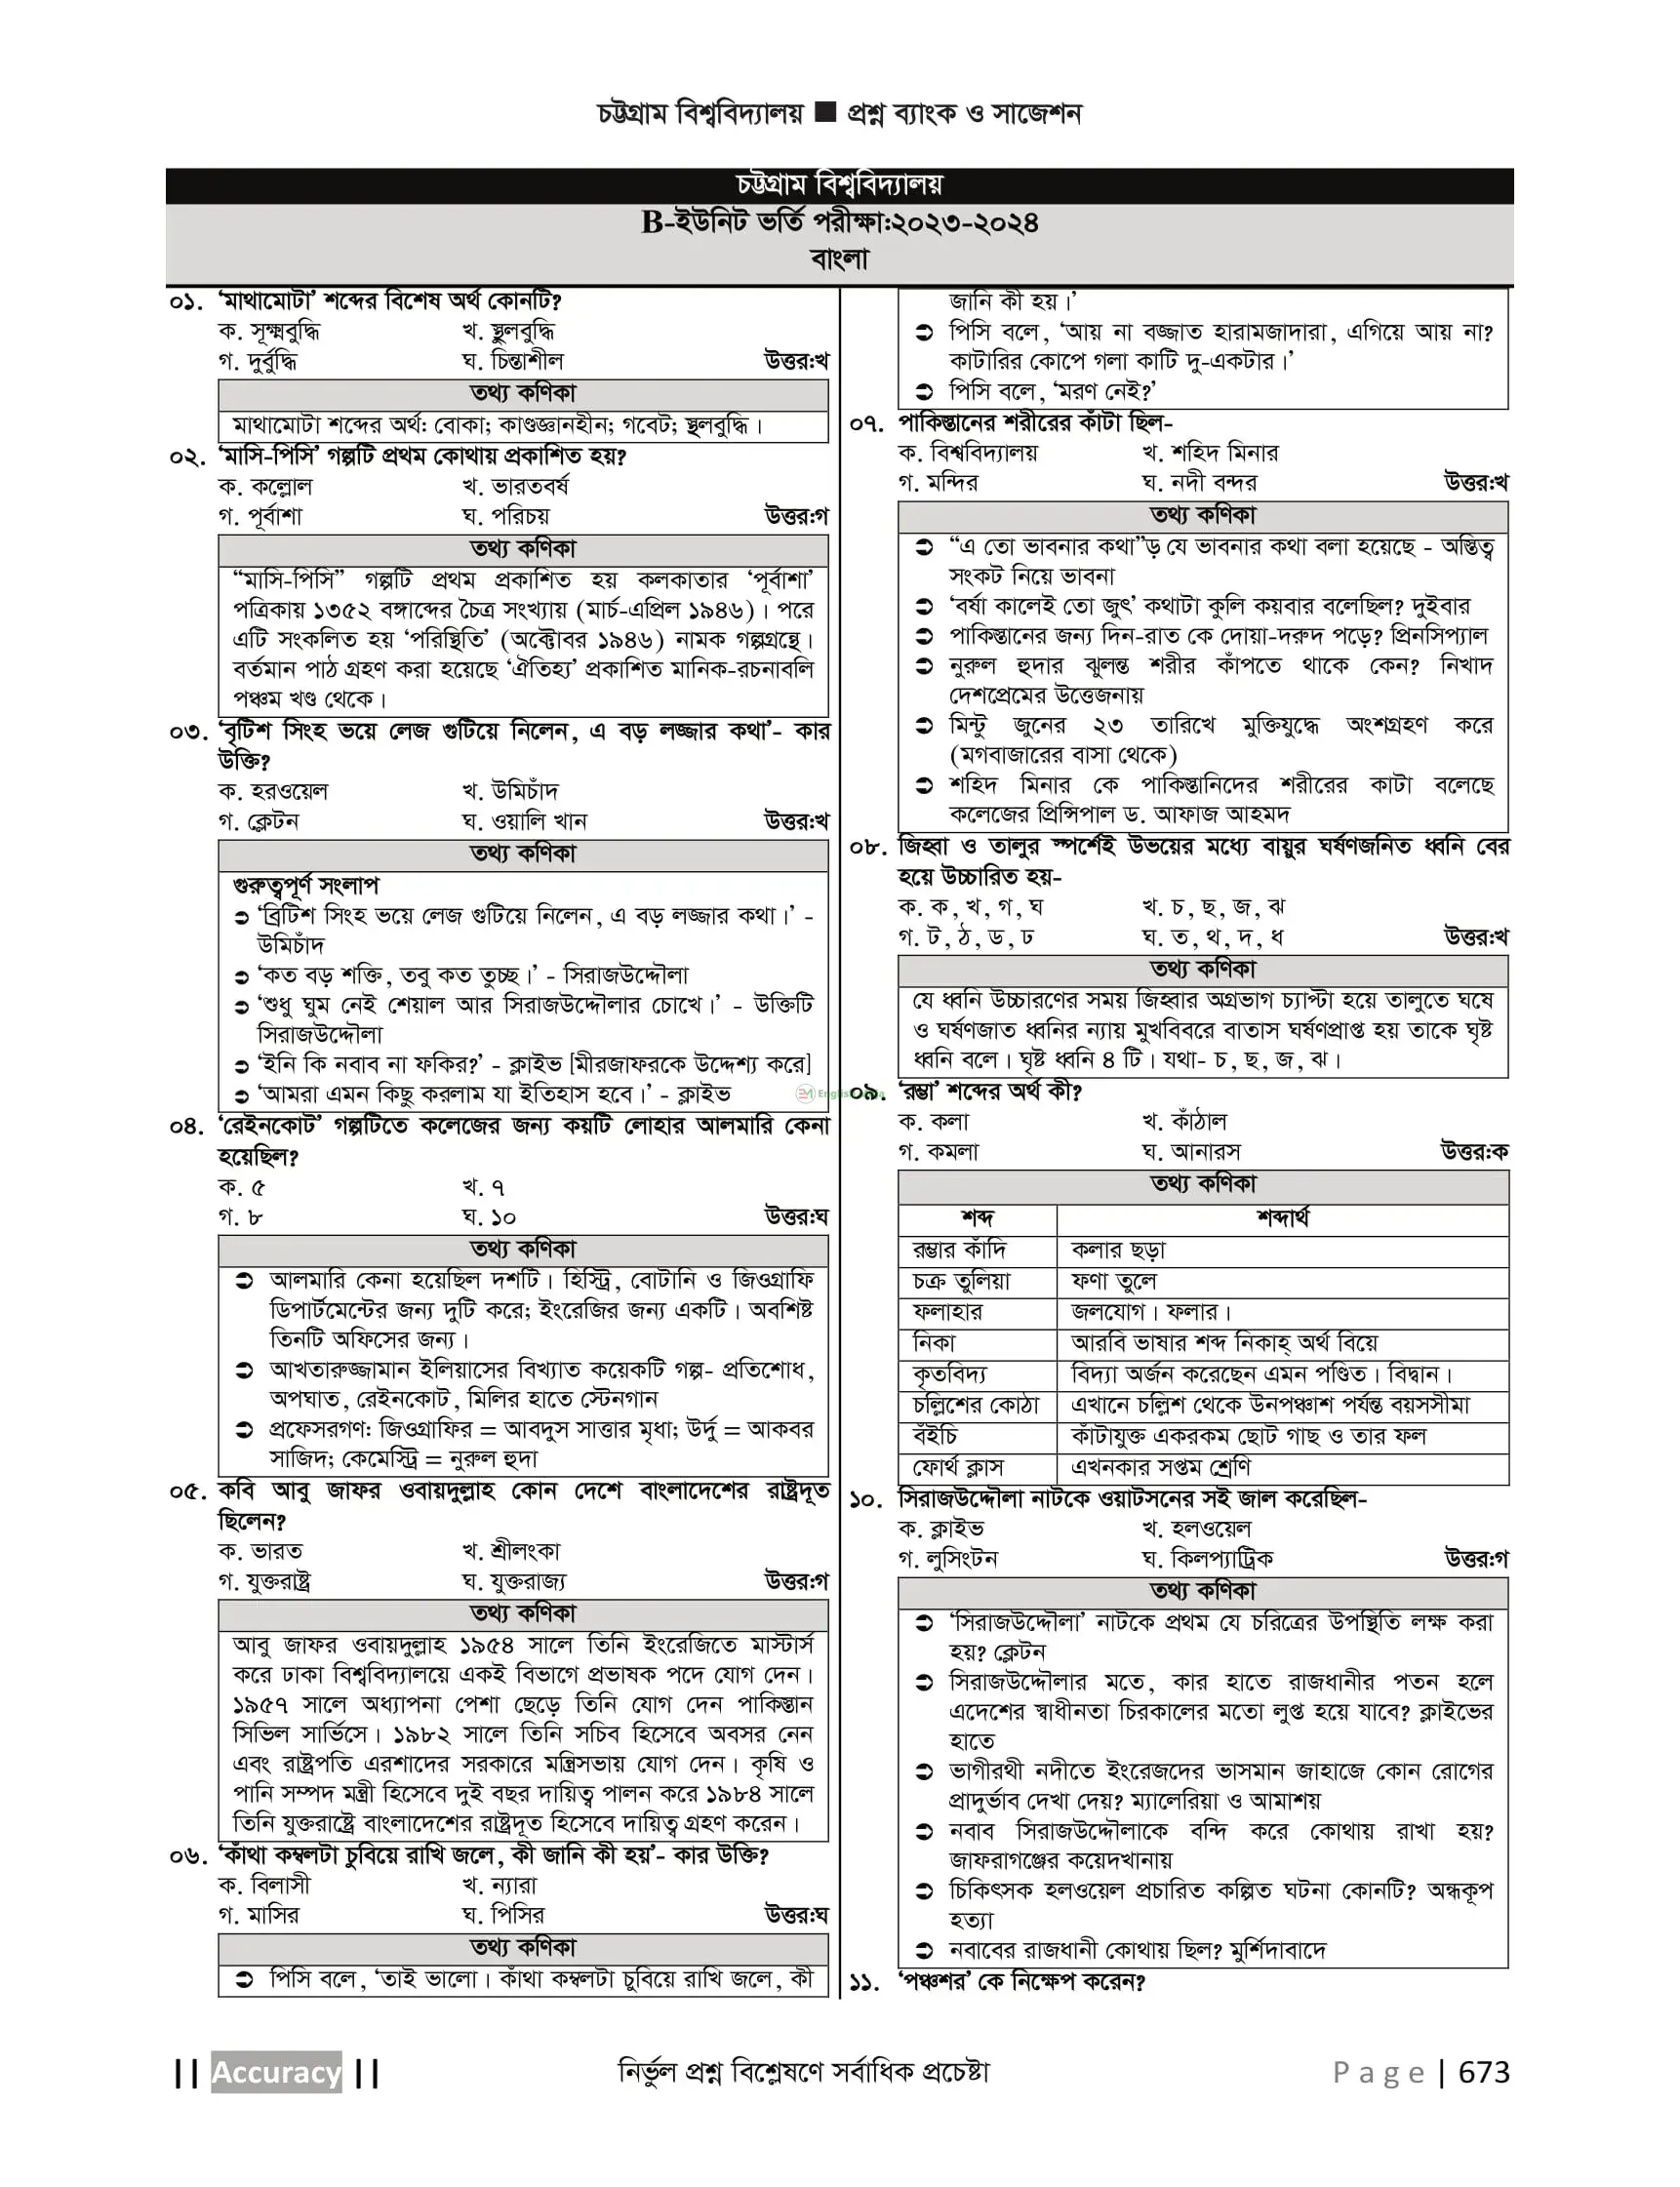 চট্টগ্রাম বিশ্ববিদ্যালয় ■ প্রশ্ন ব্যাংক ও সাজেশন
চট্টগ্রাম বিশ্ববিদ্যালয়
B-ইউনিট ভর্তি পরীক্ষা:২০২৩-২০২৪
বাংলা
০১. ‘মাথামোটা’ শব্দের বিশেষ অর্থ কোনটি?
ক. সূক্ষ্মবুদ্ধি খ. স্থুলবুদ্ধি
গ. দুর্বুদ্ধি ঘ. চিন্তাশীল উত্তর:খ
তথ্য কণিকা
মাথামোটা শব্দের অর্থ: বোকা; কাণ্ডজ্ঞানহীন; গবেট; স্থূলবুদ্ধি।
০২. ‘মাসি-পিসি’ গল্পটি প্রথম কোথায় প্রকাশিত হয়?
ক. কল্লোল খ. ভারতবর্ষ
গ. পূর্বাশা ঘ. পরিচয় উত্তর:গ
তথ্য কণিকা
“মাসি-পিসি” গল্পটি প্রথম প্রকাশিত হয় কলকাতার ‘পূর্বাশা’
পত্রিকায় ১৩৫২ বঙ্গাব্দের চৈত্র সংখ্যায় (মার্চ-এপ্রিল ১৯৪৬)। পরে
এটি সংকলিত হয় ‘পরিস্থিতি’ (অক্টোবর ১৯৪৬) নামক গল্পগ্রন্থে।
বর্তমান পাঠ গ্রহণ করা হয়েছে ‘ঐতিহ্য’ প্রকাশিত মানিক-রচনাবলি
পঞ্চম খণ্ড থেকে।
০৩. ‘বৃটিশ সিংহ ভয়ে লেজ গুটিয়ে নিলেন, এ বড় লজ্জার কথা’- কার
উক্তি?
ক. হরওয়েল খ. উমিচাঁদ
গ. ক্লেটন ঘ. ওয়ালি খান উত্তর:খ
তথ্য কণিকা
গুরুত্বপূর্ণ সংলাপ
➲ ‘ব্রিটিশ সিংহ ভয়ে লেজ গুটিয়ে নিলেন, এ বড় লজ্জার কথা।’ -
উমিচাঁদ
➲ ‘কত বড় শক্তি, তবু কত তুচ্ছ।’ - সিরাজউদ্দৌলা
➲ ‘শুধু ঘুম নেই শেয়াল আর সিরাজউদ্দৌলার চোখে।’ - উক্তিটি
সিরাজউদ্দৌলা
➲ ‘ইনি কি নবাব না ফকির?’ - ক্লাইভ [মীরজাফরকে উদ্দেশ্য করে]
➲ ‘আমরা এমন কিছু করলাম যা ইতিহাস হবে।’ - ক্লাইভ
০৪. ‘রেইনকোট’ গল্পটিতে কলেজের জন্য কয়টি লোহার আলমারি কেনা
হয়েছিল?
ক. ৫ খ. ৭
গ. ৮ ঘ. ১০ উত্তর:ঘ
তথ্য কণিকা
➲ আলমারি কেনা হয়েছিল দশটি। হিস্ট্রি, বোটানি ও জিওগ্রাফি
ডিপার্টমেন্টের জন্য দুটি করে; ইংরেজির জন্য একটি। অবশিষ্ট
তিনটি অফিসের জন্য।
➲ আখতারুজ্জামান ইলিয়াসের বিখ্যাত কয়েকটি গল্প- প্রতিশোধ,
অপঘাত, রেইনকোট, মিলির হাতে স্টেনগান
➲ প্রফেসরগণ: জিওগ্রাফির = আবদুস সাত্তার মৃধা; উর্দু = আকবর
সাজিদ; কেমেস্ট্রি = নুরুল হুদা
০৫. কবি আবু জাফর ওবায়দুল্লাহ কোন দেশে বাংলাদেশের রাষ্ট্রদূত
ছিলেন?
ক. ভারত খ. শ্রীলংকা
গ. যুক্তরাষ্ট্র ঘ. যুক্তরাজ্য উত্তর:গ
তথ্য কণিকা
আবু জাফর ওবায়দুল্লাহ ১৯৫৪ সালে তিনি ইংরেজিতে মাস্টার্স
করে ঢাকা বিশ্ববিদ্যালয়ে একই বিভাগে প্রভাষক পদে যোগ দেন।
১৯৫৭ সালে অধ্যাপনা পেশা ছেড়ে তিনি যোগ দেন পাকিস্তান
সিভিল সার্ভিসে। ১৯৮২ সালে তিনি সচিব হিসেবে অবসর নেন
এবং রাষ্ট্রপতি এরশাদের সরকারে মন্ত্রিসভায় যোগ দেন। কৃষি ও
পানি সম্পদ মন্ত্রী হিসেবে দুই বছর দায়িত্ব পালন করে ১৯৮৪ সালে
তিনি যুক্তরাষ্ট্রে বাংলাদেশের রাষ্ট্রদূত হিসেবে দায়িত্ব গ্রহণ করেন।
০৬. ‘কাঁথা কম্বলটা চুবিয়ে রাখি জলে, কী জানি কী হয়’- কার উক্তি?
ক. বিলাসী খ. ন্যারা
গ. মাসির ঘ. পিসির উত্তর:ঘ
তথ্য কণিকা
➲ পিসি বলে, ‘তাই ভালো। কাঁথা কম্বলটা চুবিয়ে রাখি জলে, কী
জানি কী হয়।’
➲ পিসি বলে, ‘আয় না বজ্জাত হারামজাদারা, এগিয়ে আয় না?
কাটারির কোপে গলা কাটি দু-একটার।’
➲ পিসি বলে, ‘মরণ নেই?’
০৭. পাকিস্তানের শরীরের কাঁটা ছিল-
ক. বিশ্ববিদ্যালয় খ. শহিদ মিনার
গ. মন্দির ঘ. নদী বন্দর উত্তর:খ
তথ্য কণিকা
➲ “এ তো ভাবনার কথা”ড় যে ভাবনার কথা বলা হয়েছে - অস্তিত্ব
সংকট নিয়ে ভাবনা
➲ ‘বর্ষা কালেই তো জুৎ’ কথাটা কুলি কয়বার বলেছিল? দুইবার
➲ পাকিস্তানের জন্য দিন-রাত কে দোয়া-দরুদ পড়ে? প্রিনসিপ্যাল
➲ নুরুল হুদার ঝুলন্ত শরীর কাঁপতে থাকে কেন? নিখাদ
দেশপ্রেমের উত্তেজনায়
➲ মিন্টু জুনের ২৩ তারিখে মুক্তিযুদ্ধে অংশগ্রহণ করে
(মগবাজারের বাসা থেকে)
➲ শহিদ মিনার কে পাকিস্তানিদের শরীরের কাটা বলেছে
কলেজের প্রিন্সিপাল ড. আফাজ আহমদ
০৮. জিহ্বা ও তালুর স্পর্শেই উভয়ের মধ্যে বায়ুর ঘর্ষণজনিত ধ্বনি বের
হয়ে উচ্চারিত হয়-
ক. ক, খ, গ, ঘ খ. চ, ছ, জ, ঝ
গ. ট, ঠ, ড, ঢ ঘ. ত, থ, দ, ধ উত্তর:খ
তথ্য কণিকা
যে ধ্বনি উচ্চারণের সময় জিহ্বার অগ্রভাগ চ্যাপ্টা হয়ে তালুতে ঘষে
ও ঘর্ষণজাত ধ্বনির ন্যায় মুখবিবরে বাতাস ঘর্ষণপ্রাপ্ত হয় তাকে ঘৃষ্ট
ধ্বনি বলে। ঘৃষ্ট ধ্বনি ৪ টি। যথা- চ, ছ, জ, ঝ।
০৯. ‘রম্ভা’ শব্দের অর্থ কী?
ক. কলা খ. কাঁঠাল
গ. কমলা ঘ. আনারস উত্তর:ক
তথ্য কণিকা
শব্দ শব্দার্থ
রম্ভার কাঁদি কলার ছড়া
চক্র তুলিয়া ফণা তুলে
ফলাহার জলযোগ। ফলার।
নিকা আরবি ভাষার শব্দ নিকাহ্ অর্থ বিয়ে
কৃতবিদ্য বিদ্যা অর্জন করেছেন এমন পণ্ডিত। বিদ্বান।
চল্লিশের কোঠা এখানে চল্লিশ থেকে উনপঞ্চাশ পর্যন্ত বয়সসীমা
বঁইচি কাঁটাযুক্ত একরকম ছোট গাছ ও তার ফল
ফোর্থ ক্লাস এখনকার সপ্তম শ্রেণি
১০. সিরাজউদ্দৌলা নাটকে ওয়াটসনের সই জাল করেছিল-
ক. ক্লাইভ খ. হলওয়েল
গ. লুসিংটন ঘ. কিলপ্যাট্রিক উত্তর:গ
তথ্য কণিকা
➲ ‘সিরাজউদ্দৌলা’ নাটকে প্রথম যে চরিত্রের উপস্থিতি লক্ষ করা
হয়? ক্লেটন
➲ সিরাজউদ্দৌলার মতে, কার হাতে রাজধানীর পতন হলে
এদেশের স্বাধীনতা চিরকালের মতো লুপ্ত হয়ে যাবে? ক্লাইভের
হাতে
➲ ভাগীরথী নদীতে ইংরেজদের ভাসমান জাহাজে কোন রোগের
প্রাদুর্ভাব দেখা দেয়? ম্যালেরিয়া ও আমাশয়
➲ নবাব সিরাজউদ্দৌলাকে বন্দি করে কোথায় রাখা হয়?
জাফরাগঞ্জের কয়েদখানায়
➲ চিকিৎসক হলওয়েল প্রচারিত কল্পিত ঘটনা কোনটি? অন্ধকূপ
হত্যা
➲ নবাবের রাজধানী কোথায় ছিল? মুর্শিদাবাদে
১১. ‘পঞ্চশর’ কে নিক্ষেপ করেন?
|| Accuracy || নির্ভুল প্রশ্ন বিশ্লেষণে সর্বাধিক প্রচেষ্টা Page | 673